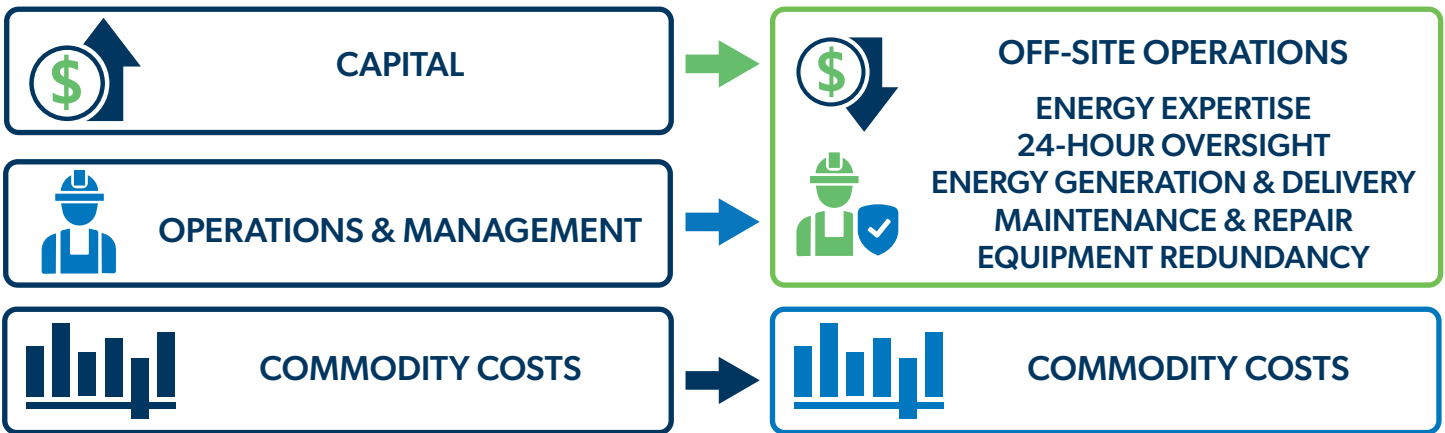 CAPITAL
OPERATIONS & MANAGEMENT
COMMODITY COSTS
$
$
OFF-SITE OPERATIONS
ENERGY EXPERTISE
24-HOUR OVERSIGHT
ENERGY GENERATION & DELIVERY
MAINTENANCE & REPAIR
EQUIPMENT REDUNDANCY
COMMODITY COSTS